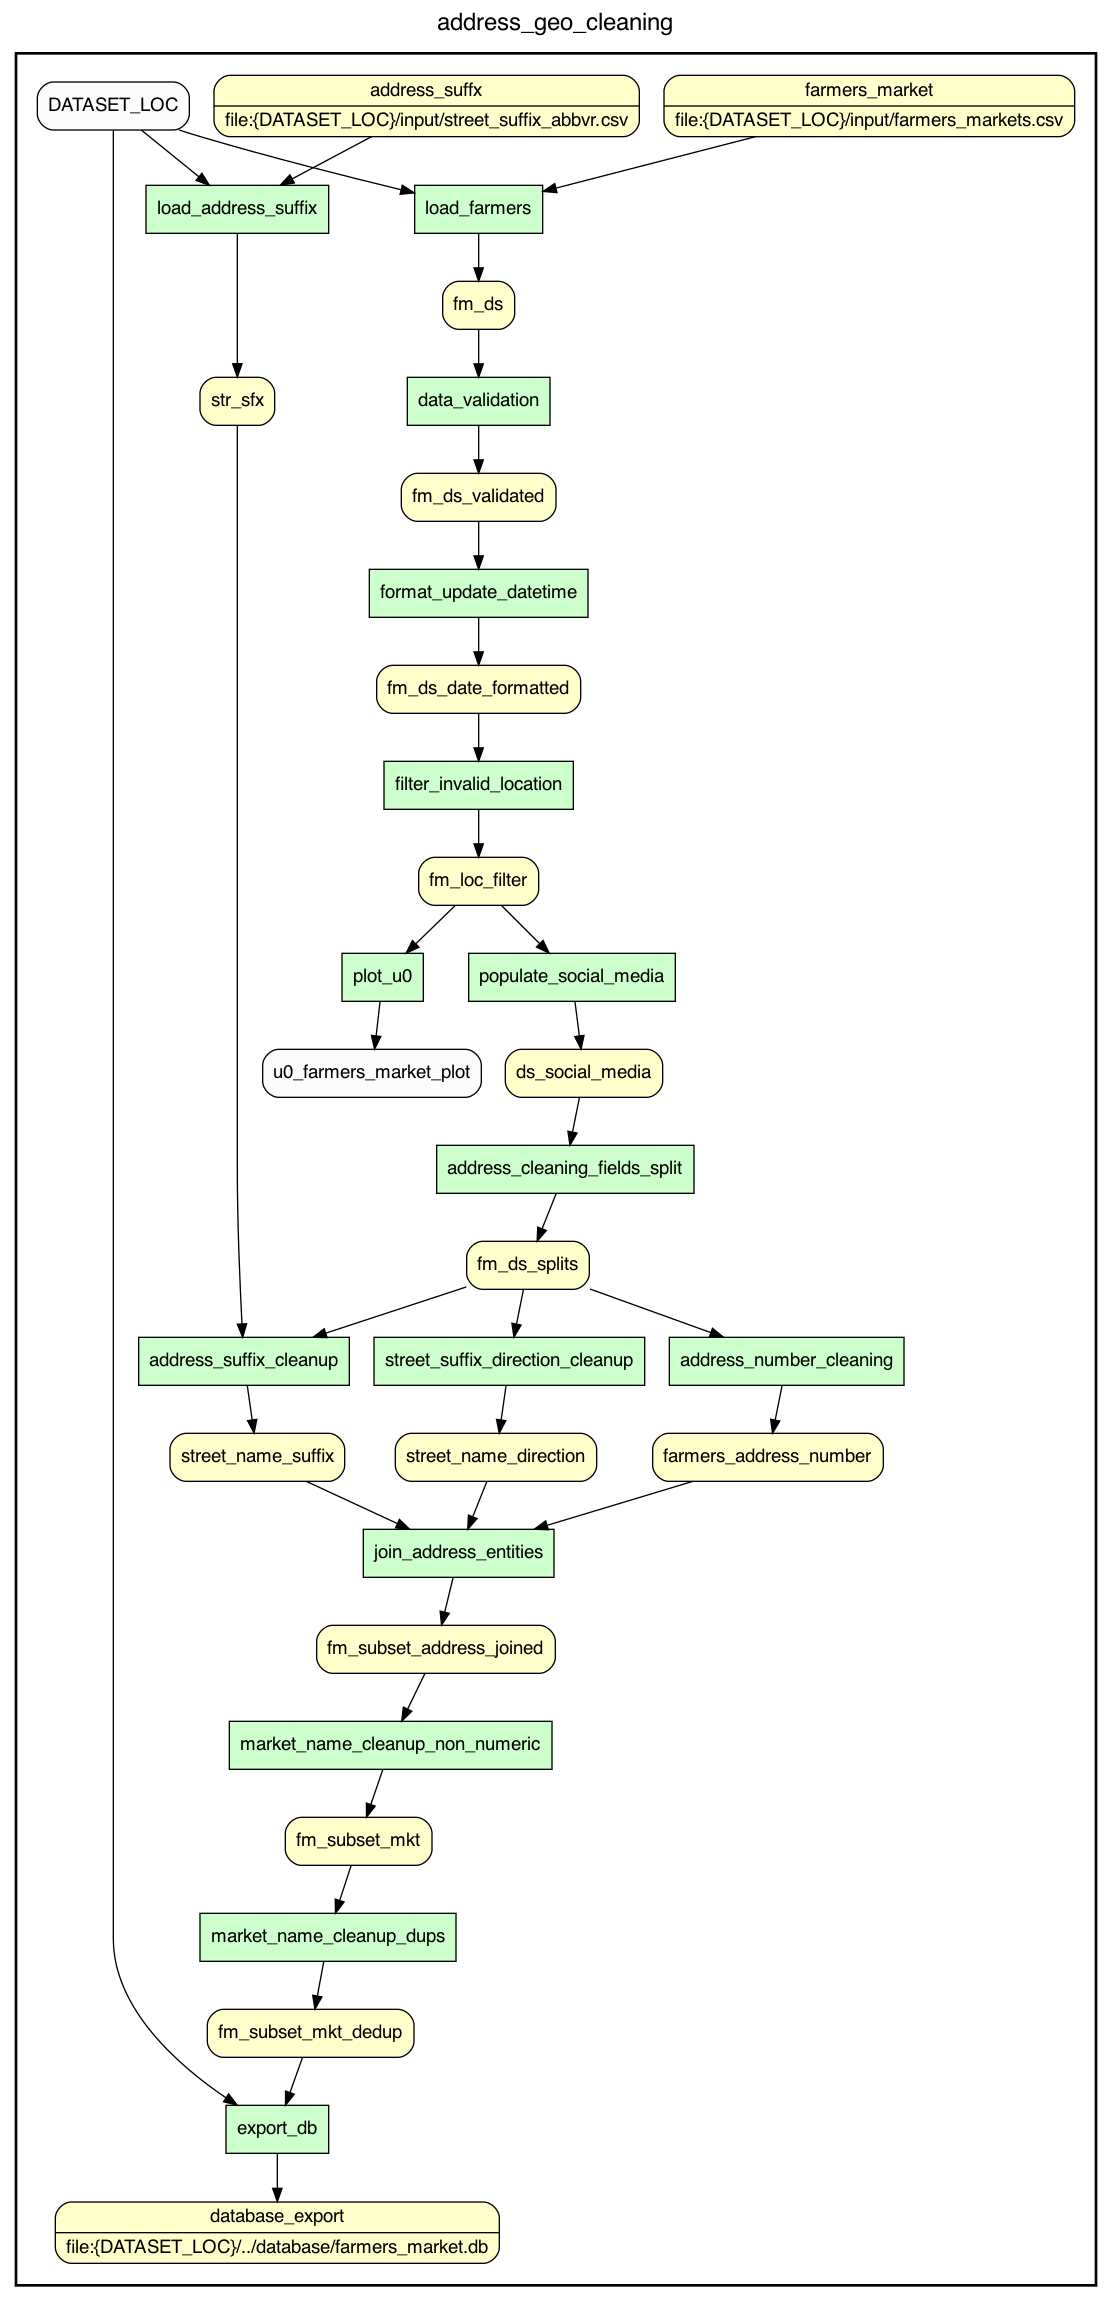 address_geo_cleaning
DATASET_LOC
address_suffx
file:{DATASET_LOC}/input/street_suffix_abbvr.csv
farmers_market
file:{DATASET_LOC}/input/farmers_markets.csv
load_address_suffix
load_farmers
fm_ds
str_sfx
data_validation
fm_ds_validated
format_update_datetime
fm_ds_date_formatted
filter_invalid_location
fm_loc_filter
plot_u0
populate_social_media
u0_farmers_market_plot
ds_social_media
address_cleaning_fields_split
fm_ds_splits
address_suffix_cleanup
street_suffix_direction_cleanup
address_number_cleaning
street_name_suffix
street_name_direction
farmers_address_number
join_address_entities
fm_subset_address_joined
market_name_cleanup_non_numeric
fm_subset_mkt
market_name_cleanup_dups
fm_subset_mkt_dedup
export_db
database_export
file:{DATASET_LOC}/../database/farmers_market.db